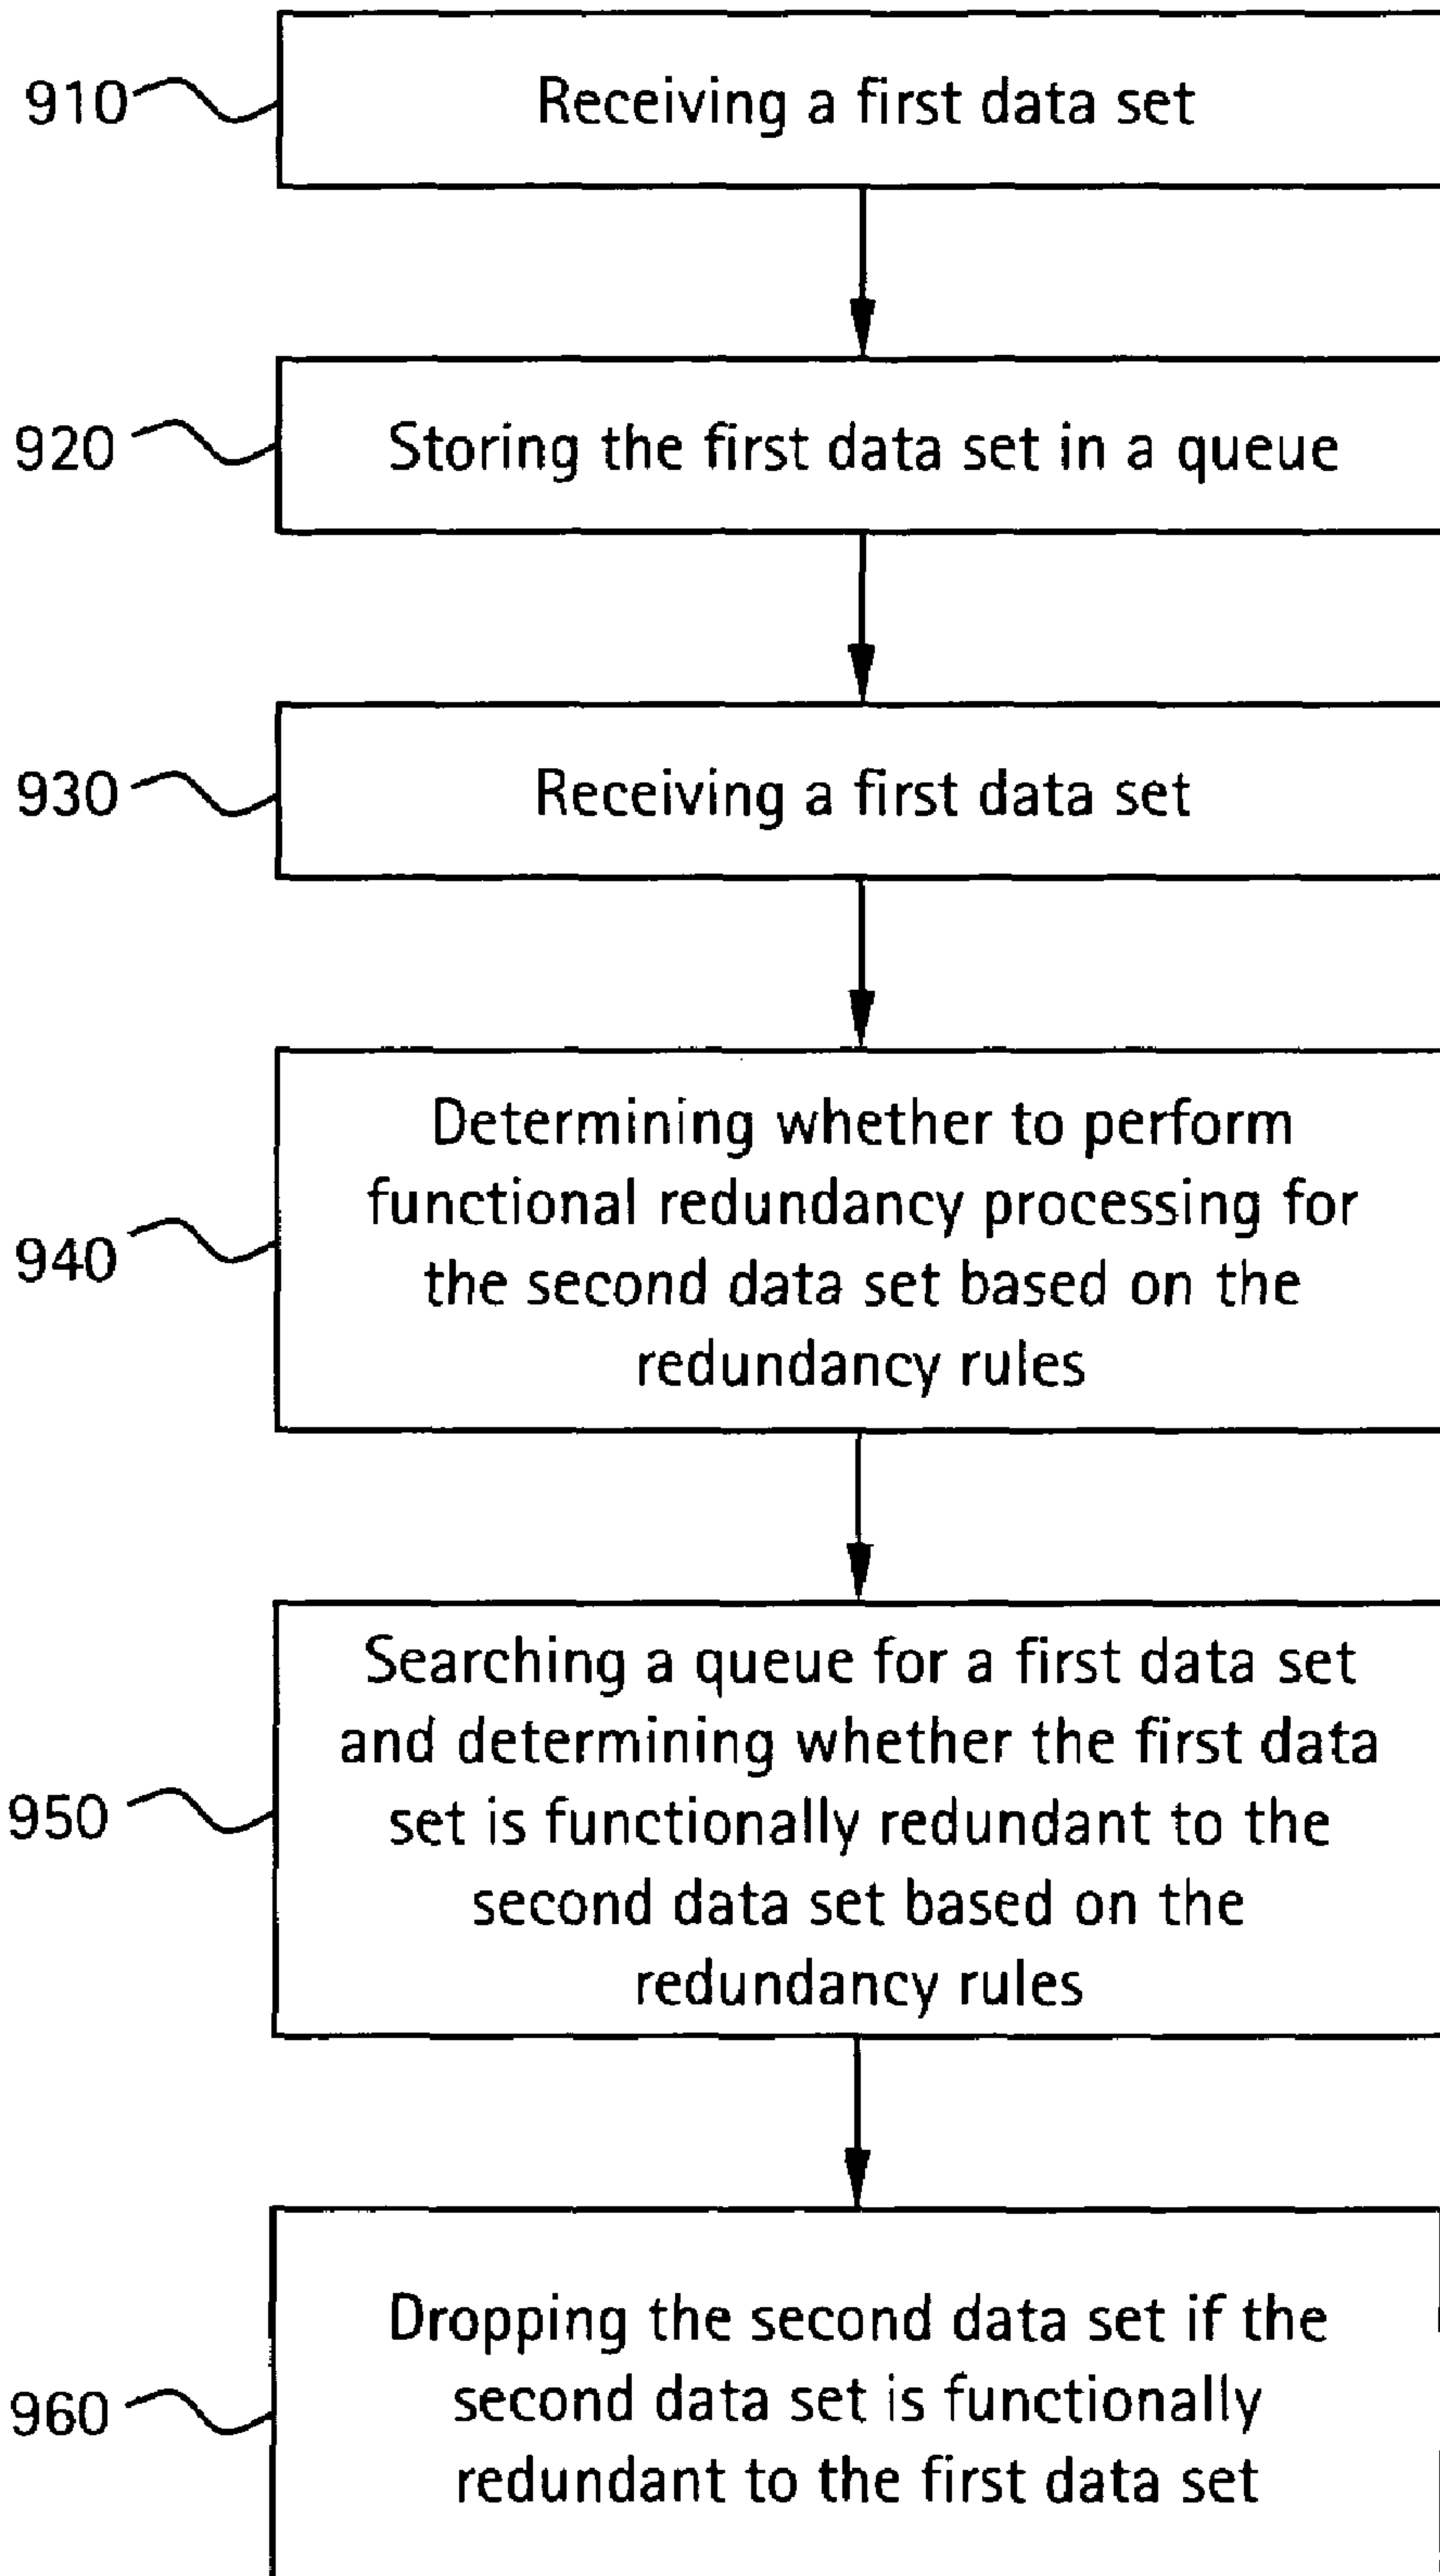 910
Receiving a first data set
920
Storing the first data set in a queue
930
Receiving a first data set
940
Determining whether to perform
functional redundancy processing for
the second data set based on the
redundancy rules
950
Searching a queue for a first data set
and determining whether the first data
set is functionally redundant to the
second data set based on the
redundancy rules
960
Dropping the second data set if the
second data set is functionally
redundant to the first data set